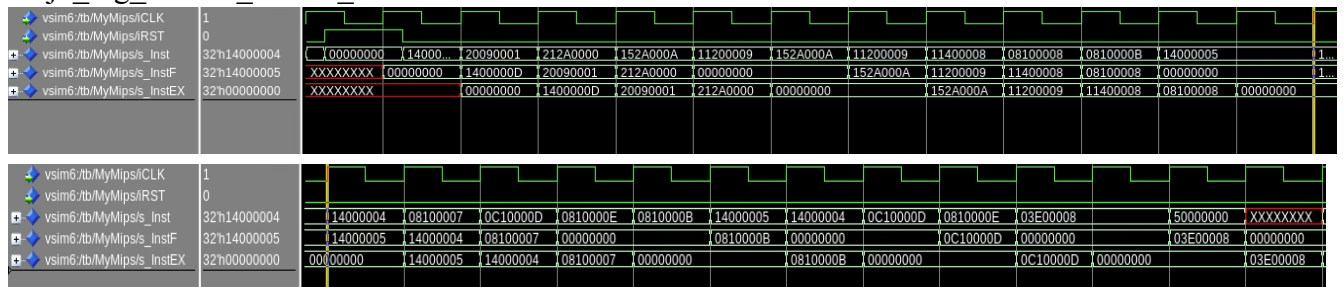 vsim6:/tb/MyMips/iCLK 1
vsim6:/tb/MyMips/iRST 0
vsim6:/tb/MyMips/s_Inst 32'h14000004 00000000 14000... 20090001 212A0000 152A000A 11200009 152A000A 11200009 11400008 08100008 0810000B 14000005 1...
vsim6:/tb/MyMips/s_InstF 32'h14000005 XXXXXXXX 00000000 1400000D 20090001 212A0000 00000000 152A000A 11200009 11400008 08100008 00000000 1...
vsim6:/tb/MyMips/s_InstEX 32'h00000000 XXXXXXXX 00000000 1400000D 20090001 212A0000 00000000 152A000A 11200009 11400008 08100008 00000000
vsim6:/tb/MyMips/iCLK 1
vsim6:/tb/MyMips/iRST 0
vsim6:/tb/MyMips/s_Inst 32'h14000004 14000004 08100007 0C10000D 0810000E 0810000B 14000005 14000004 0C10000D 0810000E 03E00008 50000000 XXXXXXXX
vsim6:/tb/MyMips/s_InstF 32'h14000005 14000005 14000004 08100007 00000000 0810000B 00000000 0C10000D 00000000 03E00008 00000000
vsim6:/tb/MyMips/s_InstEX 32'h00000000 00000000 14000005 14000004 08100007 00000000 0810000B 00000000 0C10000D 00000000 03E00008